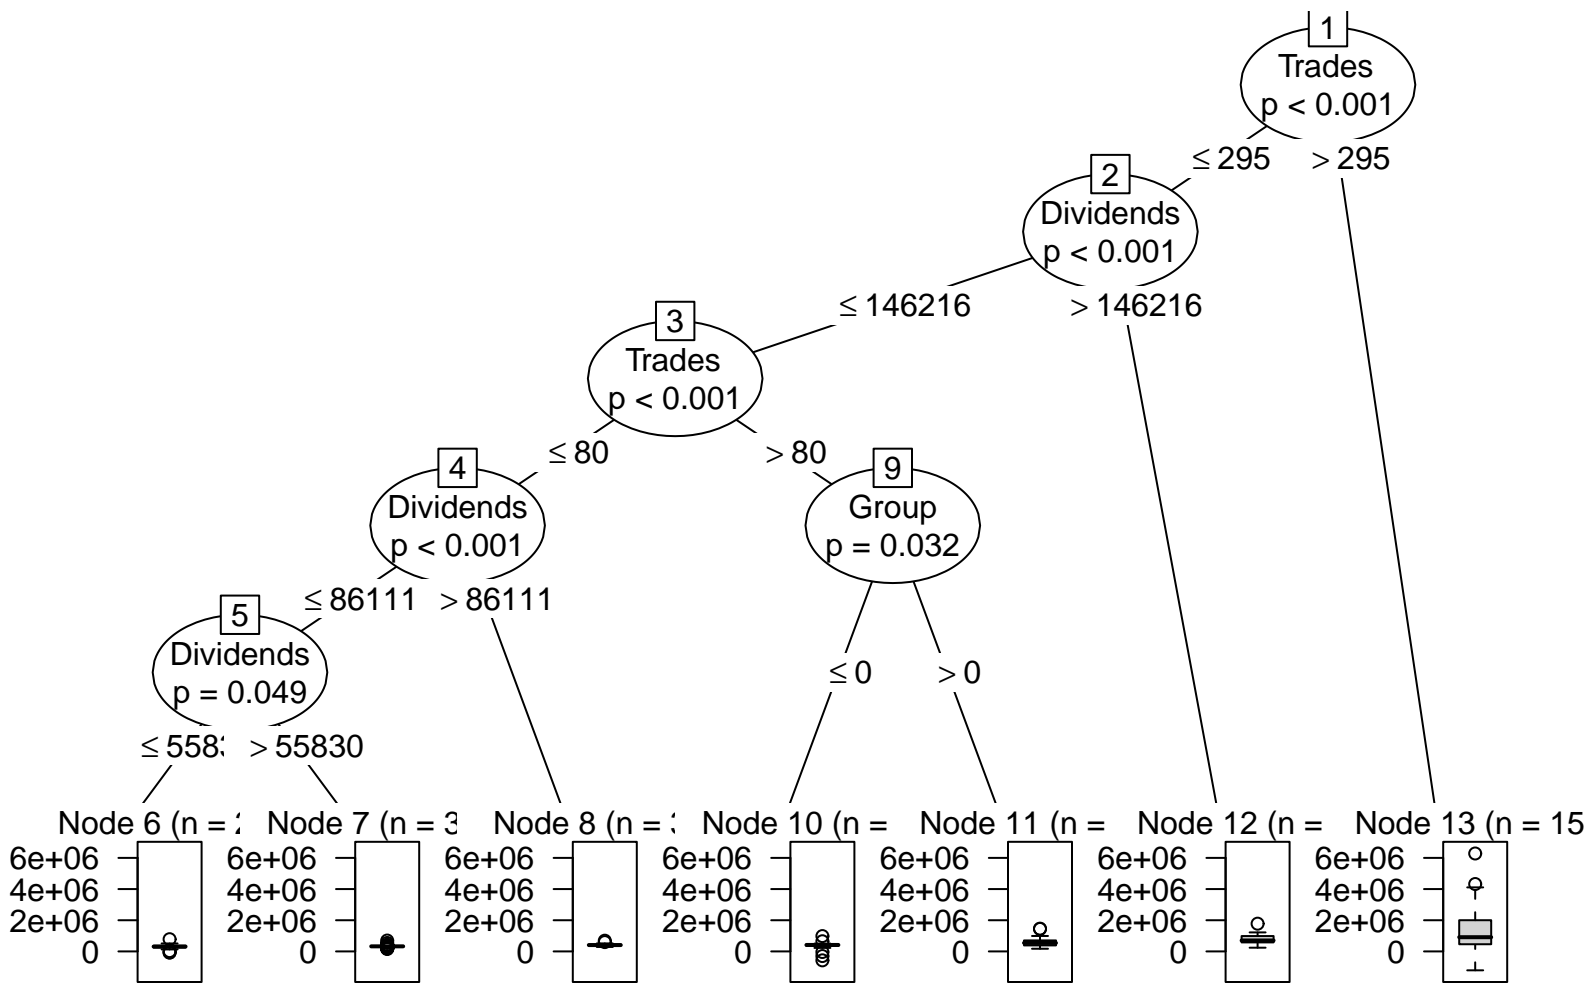 1
Trades
p < 0.001
≤ 295
> 295
2
Dividends
p < 0.001
≤ 146216
> 146216
3
Trades
p < 0.001
≤ 80
> 80
4
Dividends
p < 0.001
9
Group
p = 0.032
≤ 86111
> 86111
5
Dividends
p = 0.049
≤ 0
> 0
≤ 558
> 55830
Node 6 (n =
Node 7 (n = 3
Node 8 (n =
Node 10 (n =
Node 11 (n =
Node 12 (n =
Node 13 (n = 15
6e+06
4e+06
2e+06
0
6e+06
4e+06
2e+06
0
6e+06
4e+06
2e+06
0
6e+06
4e+06
2e+06
0
6e+06
4e+06
2e+06
0
6e+06
4e+06
2e+06
0
6e+06
4e+06
2e+06
0